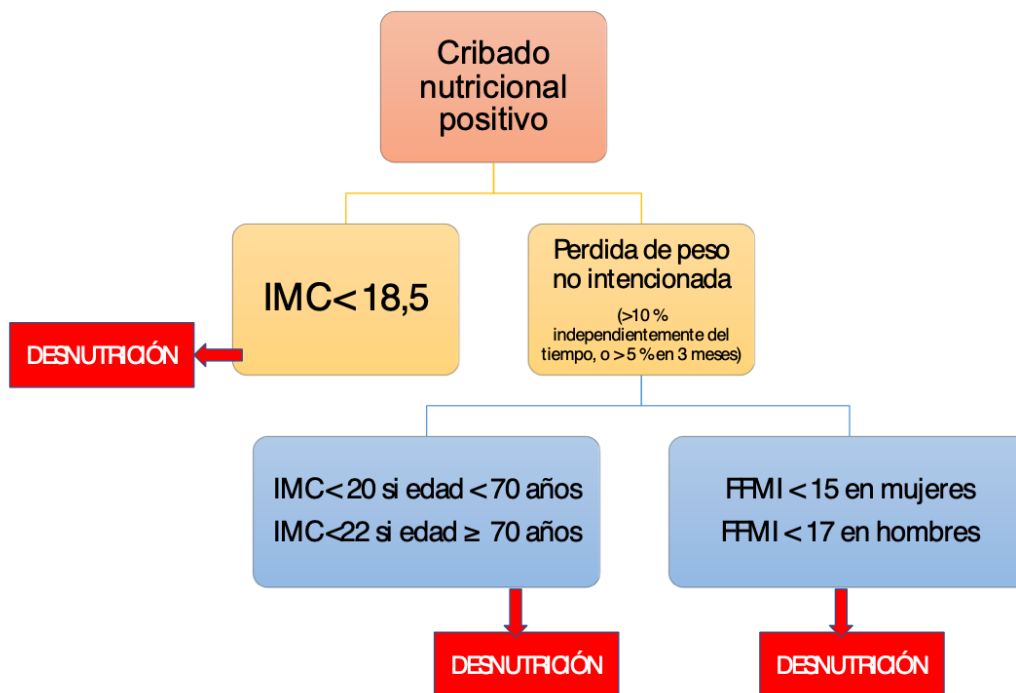 Cribado
nutricional
positivo
IMC< 18,5
Perdida de peso
no intencionada
(>10 %
independientemente del
tiempo, o > 5 % en 3 meses)
DESNUTRICIÓN
IMC< 20 si edad < 70 años
IMC<22 si edad ≥ 70 años
FFMI < 15 en mujeres
FFMI < 17 en hombres
DESNUTRICIÓN
DESNUTRICIÓN